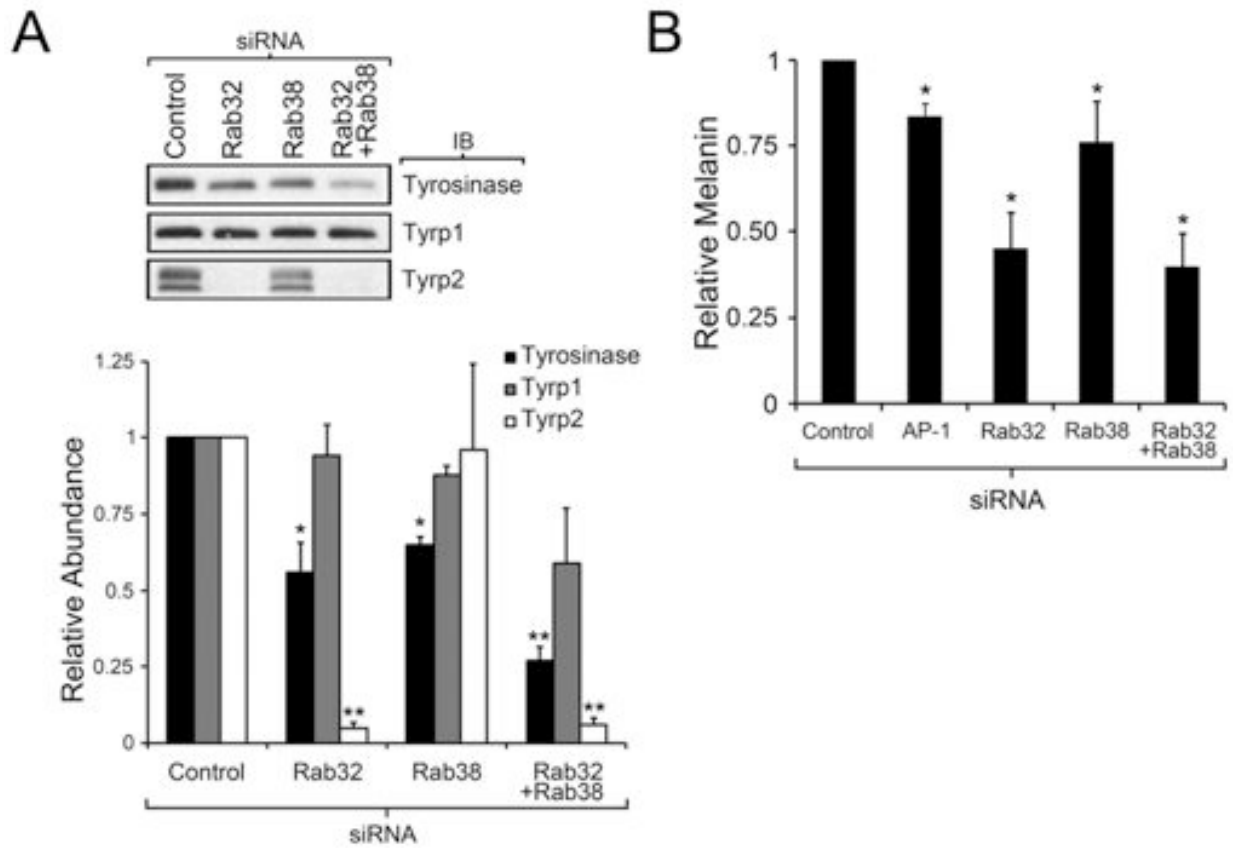 A
siRNA
Control
Rab32
Rab38
Rab32
+Rab38
IB
Tyrosinase
Tyrp1
Tyrp2
Tyrosinase
Tyrp1
Tyrp2
Relative Abundance
1.25
1
0.75
0.5
0.25
0
*
**
*
**
**
Control
Rab32
Rab38
Rab32
+Rab38
siRNA
B
Relative Melanin
1
0.75
0.50
0.25
0
*
*
*
*
Control
AP-1
Rab32
Rab38
Rab32
+Rab38
siRNA